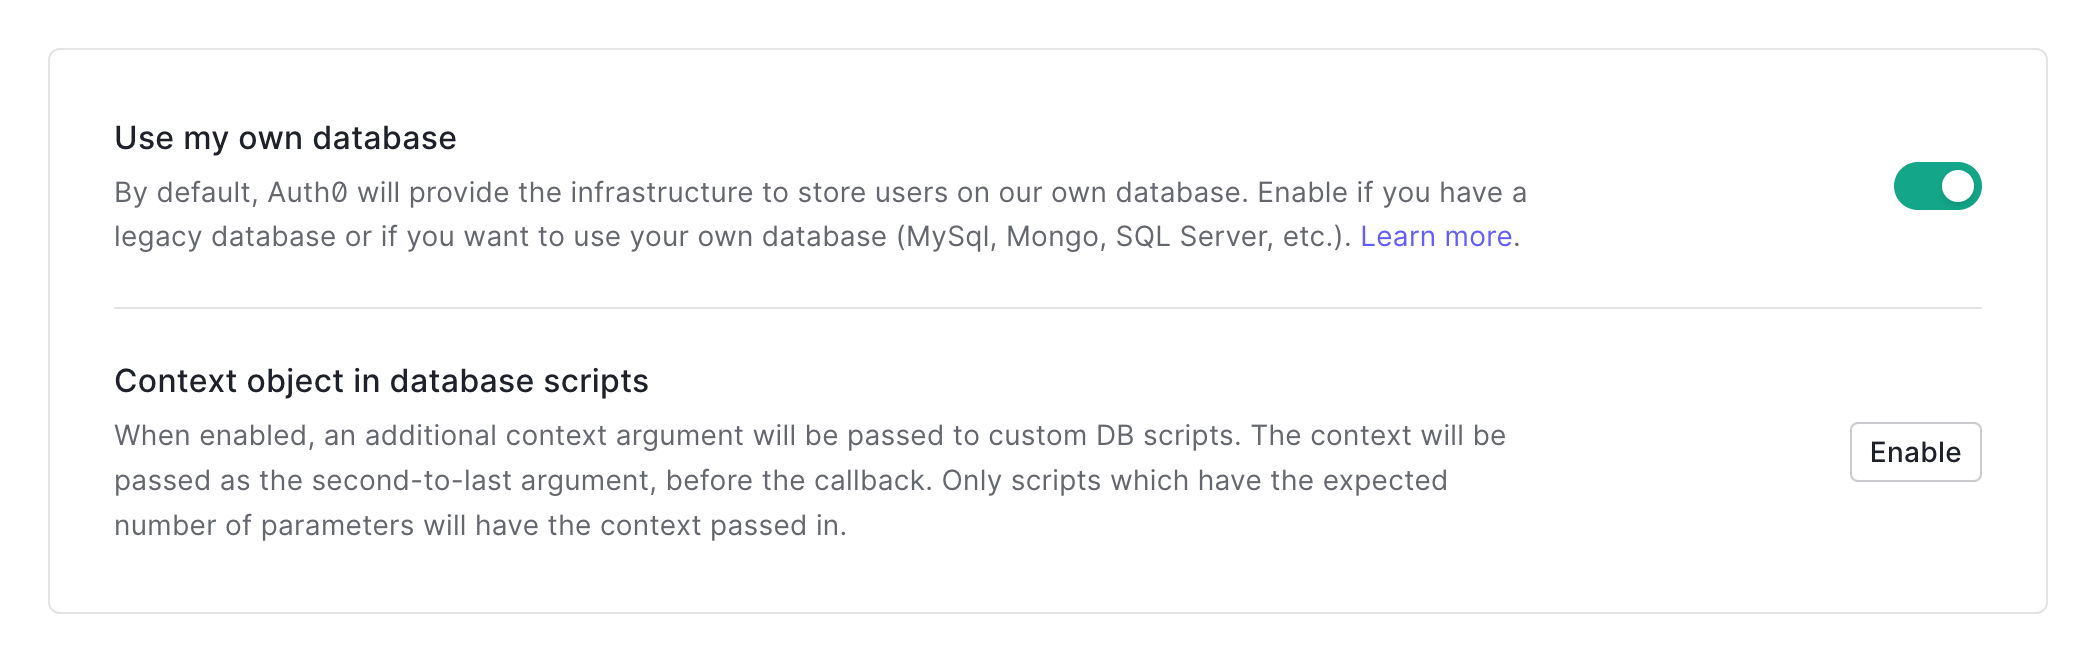 Use my own database
By default, Auth0 will provide the infrastructure to store users on our own database. Enable if you have a
legacy database or if you want to use your own database (MySql, Mongo, SQL Server, etc.). Learn more.
Context object in database scripts
When enabled, an additional context argument will be passed to custom DB scripts. The context will be
passed as the second-to-last argument, before the callback. Only scripts which have the expected
number of parameters will have the context passed in.
Enable